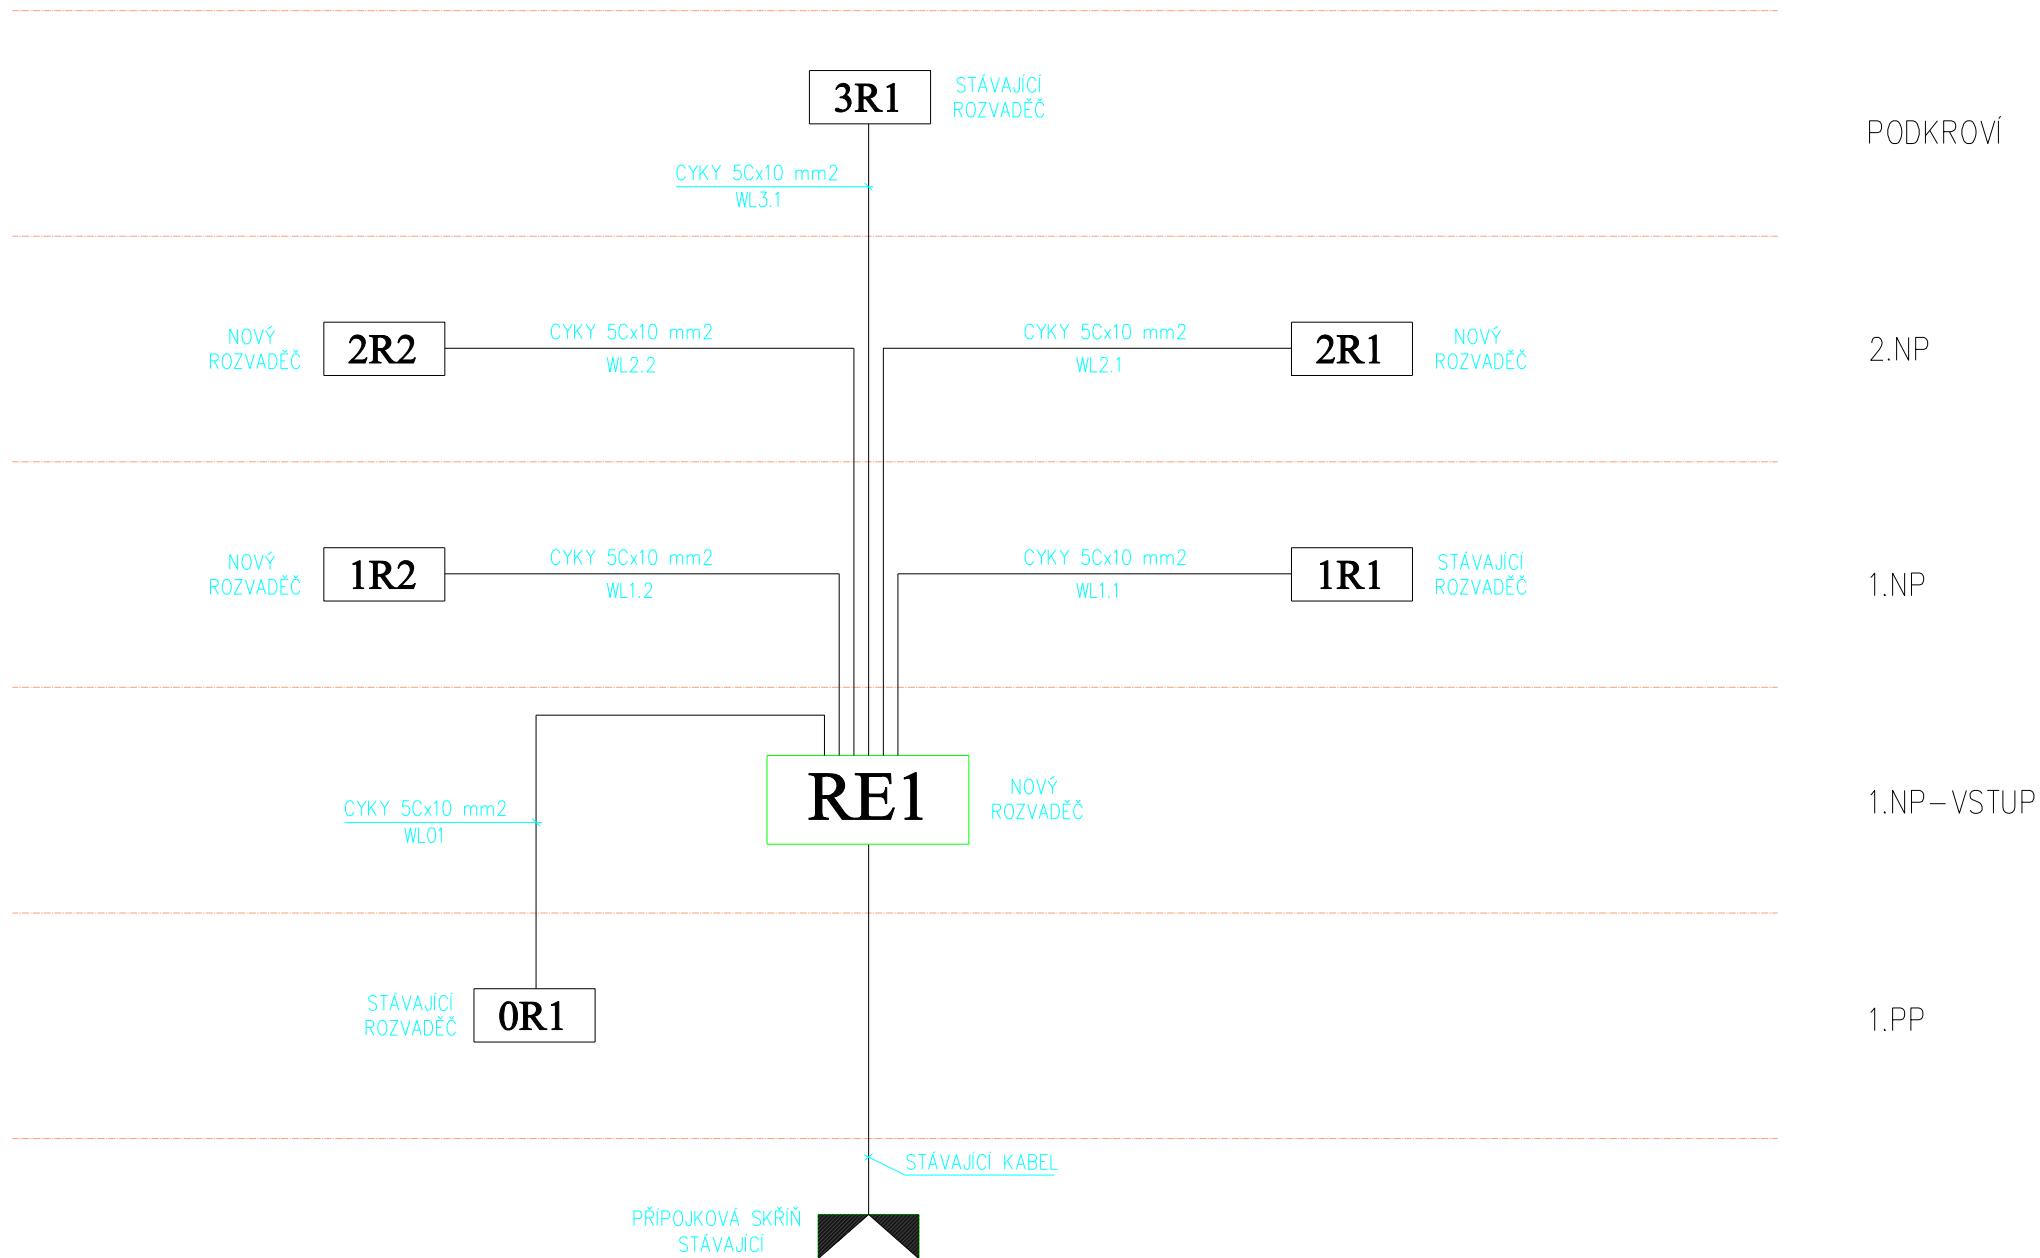 3R1
STÁVAJÍCÍ
ROZVADĚČ
PODKROVÍ
CYKY 5Cx10 mm2
WL3.1
NOVÝ
ROZVADĚČ
2R2
CYKY 5Cx10 mm2
WL2.2
CYKY 5Cx10 mm2
WL2.1
2R1
NOVÝ
ROZVADĚČ
2.NP
NOVÝ
ROZVADĚČ
1R2
CYKY 5Cx10 mm2
WL1.2
CYKY 5Cx10 mm2
WL1.1
1R1
STÁVAJÍCÍ
ROZVADĚČ
1.NP
CYKY 5Cx10 mm2
WL01
RE1
NOVÝ
ROZVADĚČ
1.NP-VSTUP
STÁVAJÍCÍ
ROZVADĚČ
0R1
1.PP
STÁVAJÍCÍ KABEL
PŘÍPOJKOVÁ SKŘÍŇ
STÁVAJÍCÍ